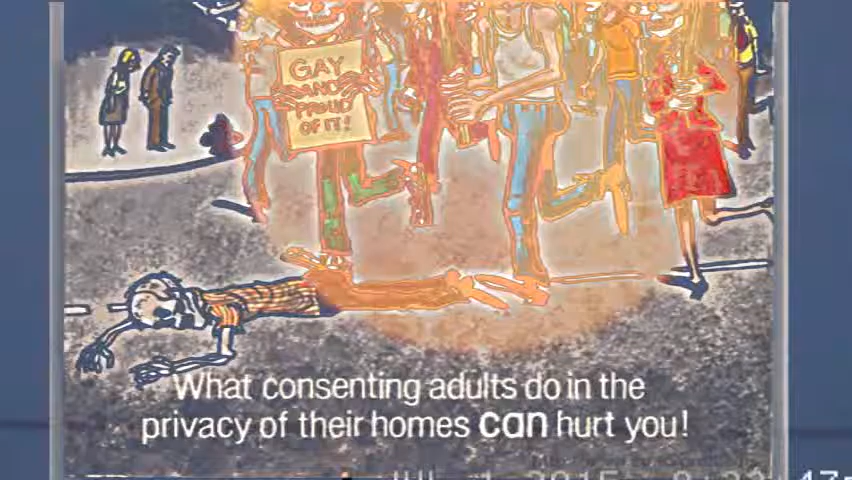 GAY
AND
PROUD
OF IT!
What consenting adults do in the
privacy of their homes can hurt you!